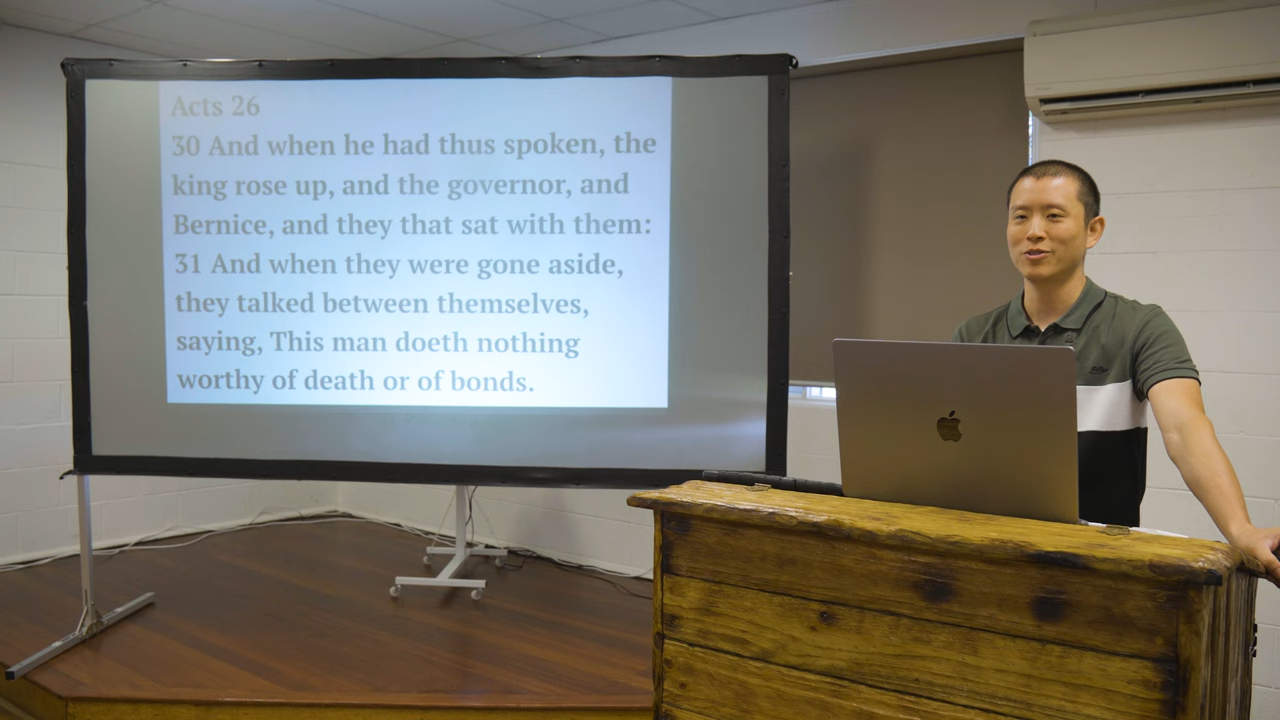 Acts 26
30 And when he had thus spoken, the
king rose up, and the governor, and
Bernice, and they that sat with them:
31 And when they were gone aside,
they talked between themselves,
saying, This man doeth nothing
worthy of death or of bonds.